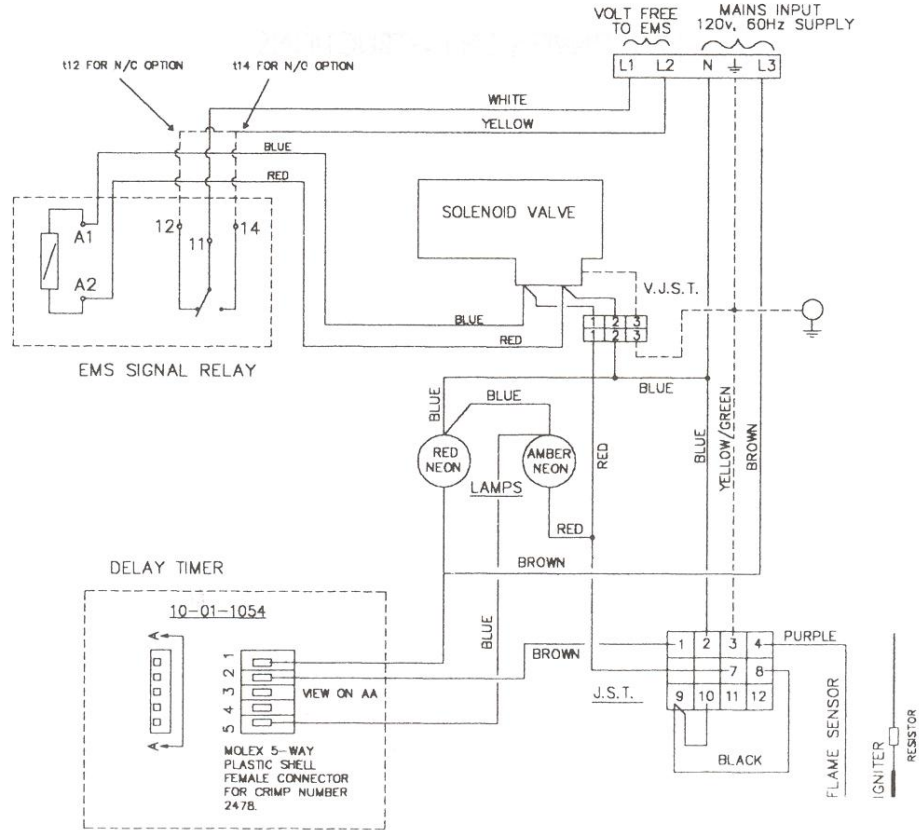 VOLT FREE
TO EMS
MAINS INPUT
120v, 60Hz SUPPLY
t12 FOR N/C OPTION
t14 FOR N/C OPTION
L1 L2 N L3
WHITE
YELLOW
BLUE
RED
SOLENOID VALVE
A1
A2
12
11
14
V.J.S.T.
1 2 3
1 2 3
BLUE
RED
EMS SIGNAL RELAY
BLUE
BLUE
BLUE
RED
NEON
AMBER
NEON
LAMPS
RED
BLUE
YELLOW/GREEN
BROWN
RED
BROWN
DELAY TIMER
10-01-1054
A
A
1
2
3
4
5
VIEW ON AA
BLUE
BROWN
MOLEX 5-WAY
PLASTIC SHELL
FEMALE CONNECTOR
FOR CRIMP NUMBER
2478.
J.S.T.
1 2 3 4
7 8
9 10 11 12
PURPLE
BLACK
FLAME SENSOR
IGNITER
RESISTOR